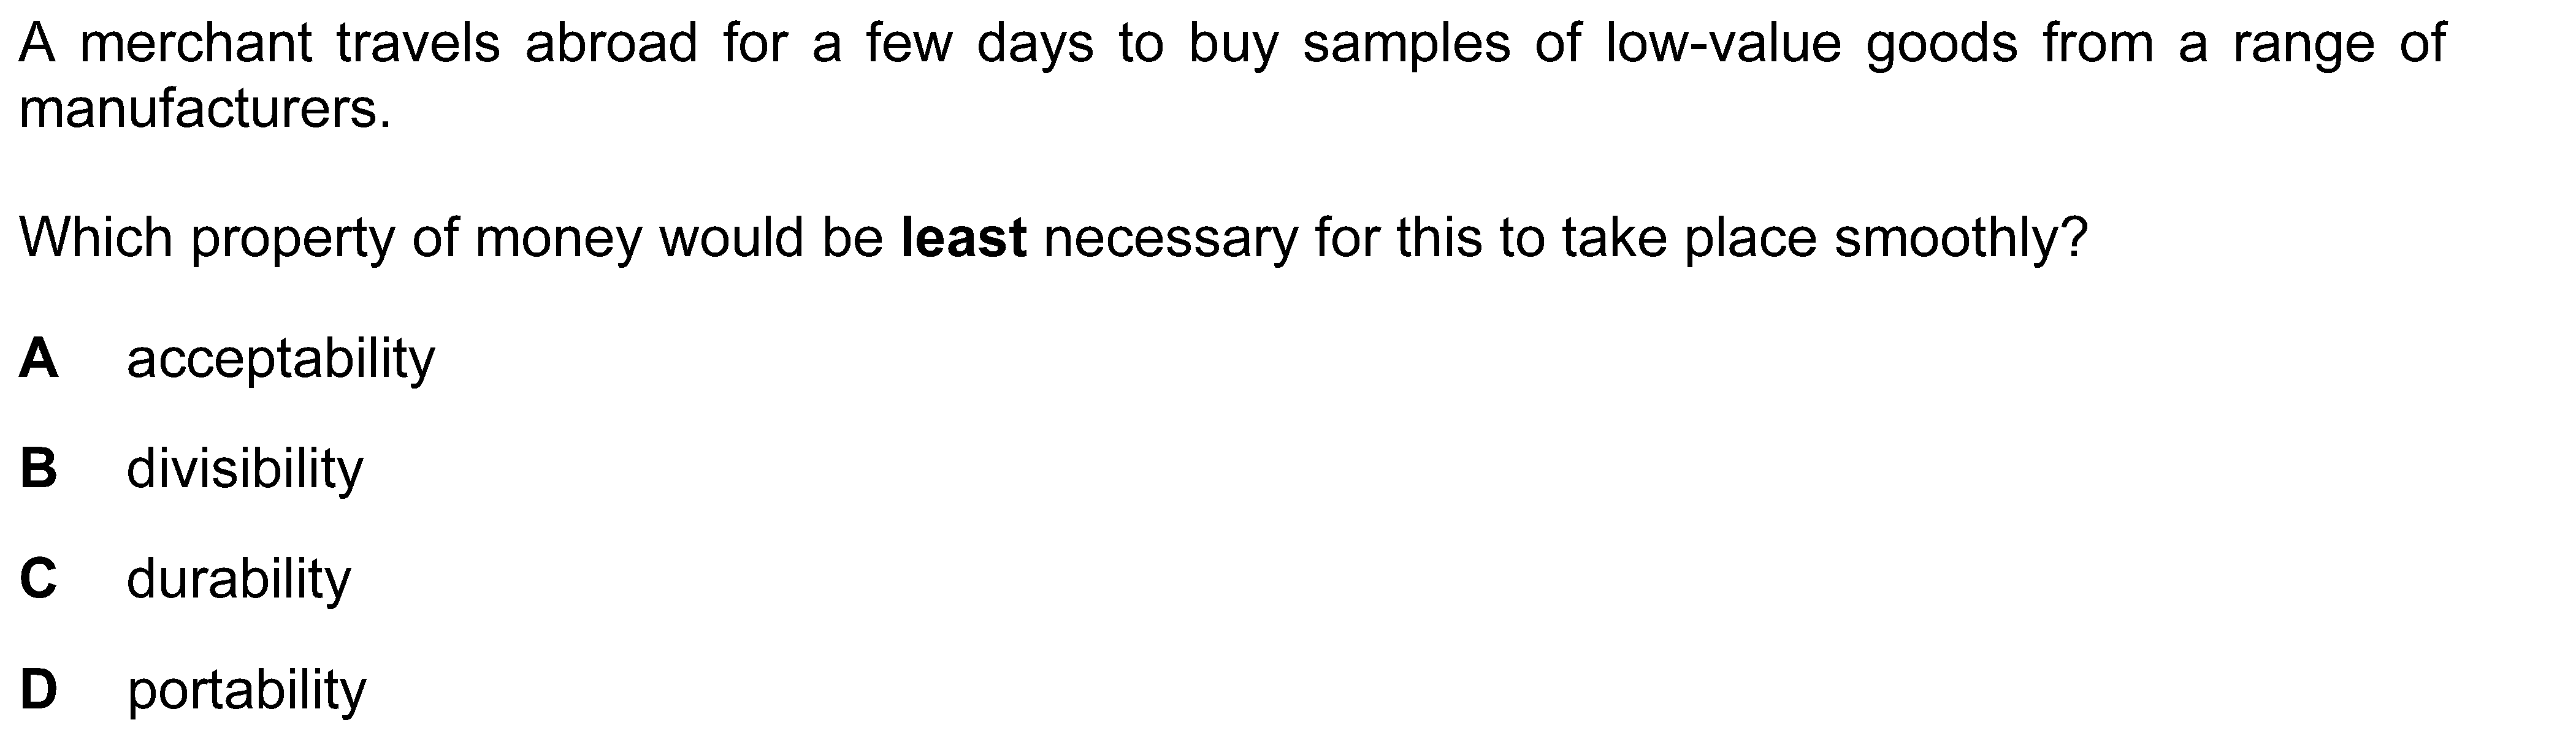 A merchant travels abroad for a few days to buy samples of low-value goods from a range of
manufacturers.
Which property of money would be least necessary for this to take place smoothly?
A acceptability
B divisibility
C durability
D portability